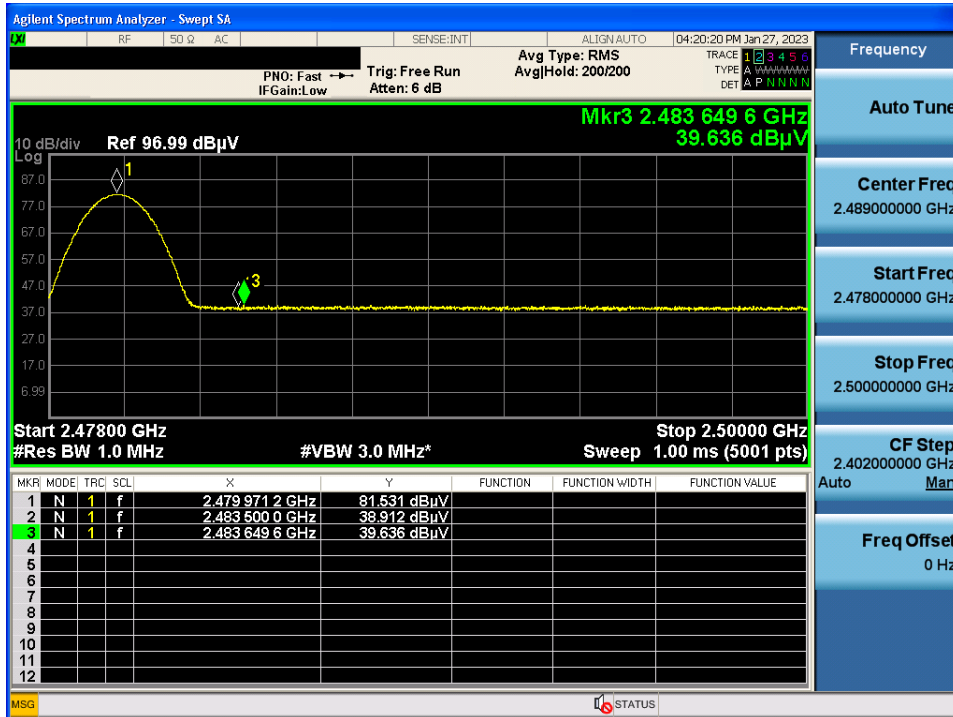 Agilent Spectrum Analyzer - Swept SA
LXI RF 50 Ω AC SENSE:INT ALIGN AUTO 04:20:20 PM Jan 27, 2023
Frequency
PNO: Fast Trig: Free Run Avg Type: RMS TRACE 1 2 3 4 5 6
IFGain:Low Atten: 6 dB Avg|Hold: 200/200 TYPE A WWWWW
DET A P N N N N
Auto Tune
Mkr3 2.483 649 6 GHz
39.636 dBµV
10 dB/div Ref 96.99 dBµV
Log
87.0
77.0
67.0
57.0
47.0
37.0
27.0
17.0
6.99
1
3
Start 2.47800 GHz Stop 2.50000 GHz
#Res BW 1.0 MHz #VBW 3.0 MHz* Sweep 1.00 ms (5001 pts)
Center Freq
2.489000000 GHz
Start Freq
2.478000000 GHz
Stop Freq
2.500000000 GHz
CF Step
2.402000000 GHz
Auto Man
Freq Offset
0 Hz
MKR MODE TRC SCL X Y FUNCTION FUNCTION WIDTH FUNCTION VALUE
1 N 1 f 2.479 971 2 GHz 81.531 dBµV
2 N 1 f 2.483 500 0 GHz 38.912 dBµV
3 N 1 f 2.483 649 6 GHz 39.636 dBµV
4
5
6
7
8
9
10
11
12
MSG STATUS